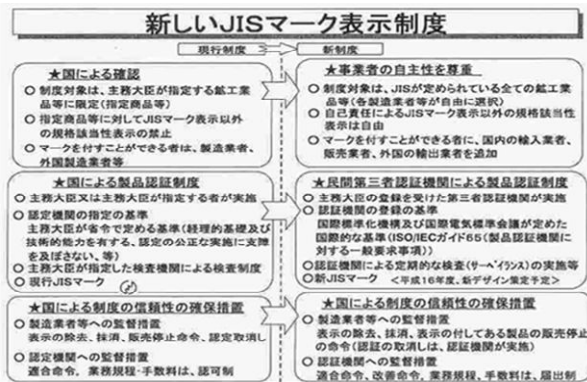 新しいJISマーク表示制度
現行制度
新制度
★国による確認
○ 制度対象は、主務大臣が指定する鉱工業
品等に限定(指定商品等)
○ 指定商品等に対してJISマーク表示以外
の規格該当性表示の禁止
○ マークを付すことができる者は、製造業者、
外国製造業者等
★事業者の自主性を尊重
○ 制度対象は、JISが定められている全ての鉱工業
品等(各製造業者等が自由に選択)
○ 自己責任によるJISマーク表示以外の規格該当性
表示は自由
○ マークを付すことができる者に、国内の輸入業者、
販売業者、外国の輸出業者を追加
★国による製品認証制度
○ 主務大臣又は主務大臣が指定する者が実施
○ 認定機関の指定の基準
主務大臣が省令で定める基準(経理的基礎及び
技術的能力を有する、認定の公正な実施に支障
を及ぼさない、等)
○ 主務大臣が指定した検査機関による検査制度
○ 現行JISマーク
★民間第三者認証機関による製品認証制度
○ 主務大臣の登録を受けた第三者認証機関が実施
○ 認証機関の登録の基準
国際標準化機構及び国際電気標準会議が定めた
国際的な基準(ISO/IECガイド65(製品認証機関に
対する一般要求事項))
○ 認証機関による定期的な検査(サーベイランス)の実施等
○ 新JISマーク <平成16年度、新デザイン策定予定>
★国による制度の信頼性の確保措置
○ 製造業者等への監督措置
表示の除去、抹消、販売停止命令、認定取消し
○ 認定機関への監督措置
適合命令、業務規程・手数料は、認可制
★国による制度の信頼性の確保措置
○ 製造業者等への監督措置
表示の除去、抹消、表示の付してある製品の販売停止
の命令(認証の取消しは、認証機関が実施)
○ 認証機関への監督措置
適合命令、改善命令、業務規程、手数料は、届出制